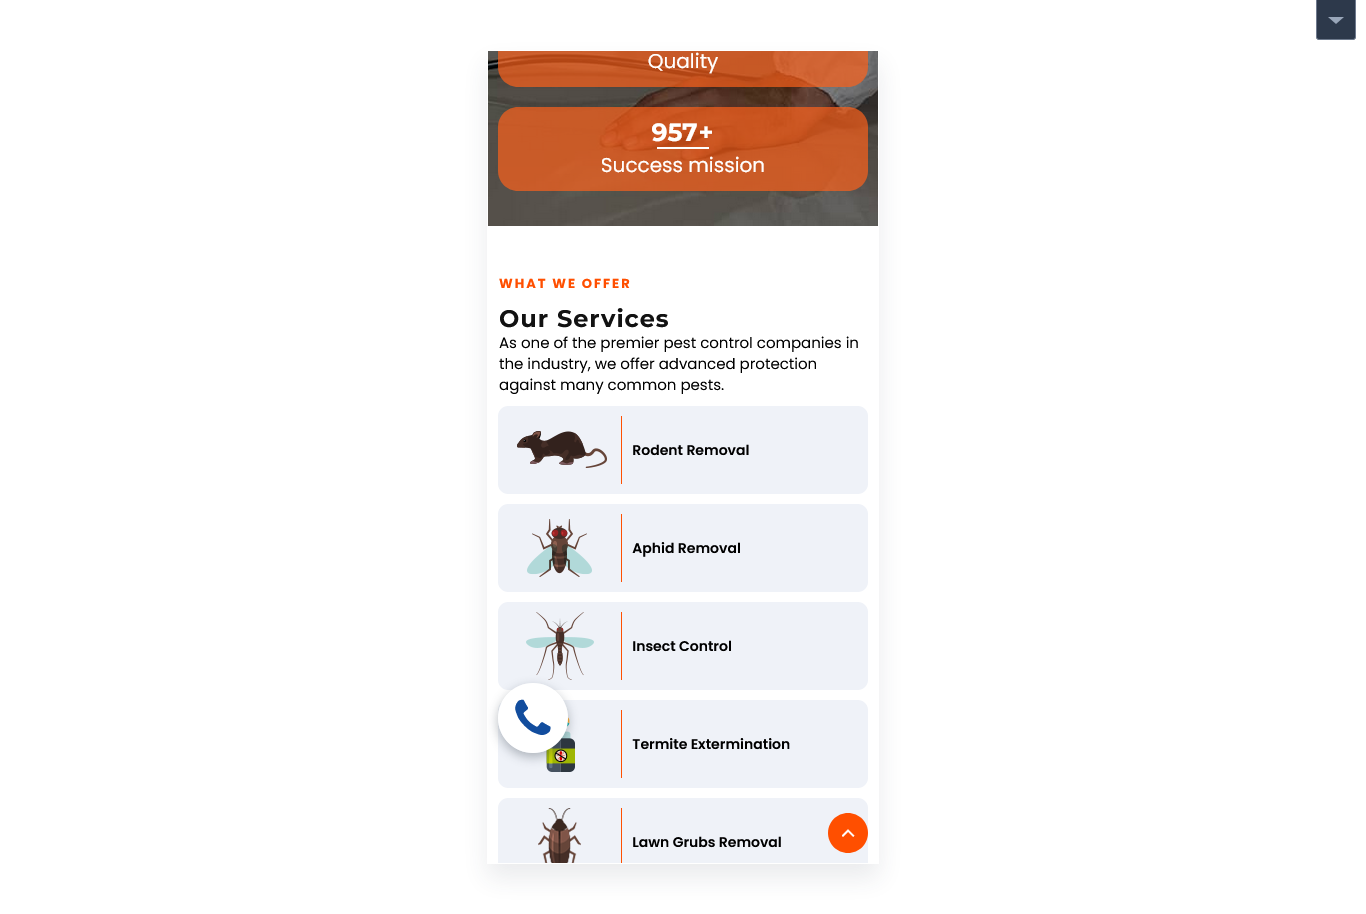 Quality
957+
Success mission
WHAT WE OFFER
Our Services
As one of the premier pest control companies in
the industry, we offer advanced protection
against many common pests.
Rodent Removal
Aphid Removal
Insect Control
Termite Extermination
Lawn Grubs Removal